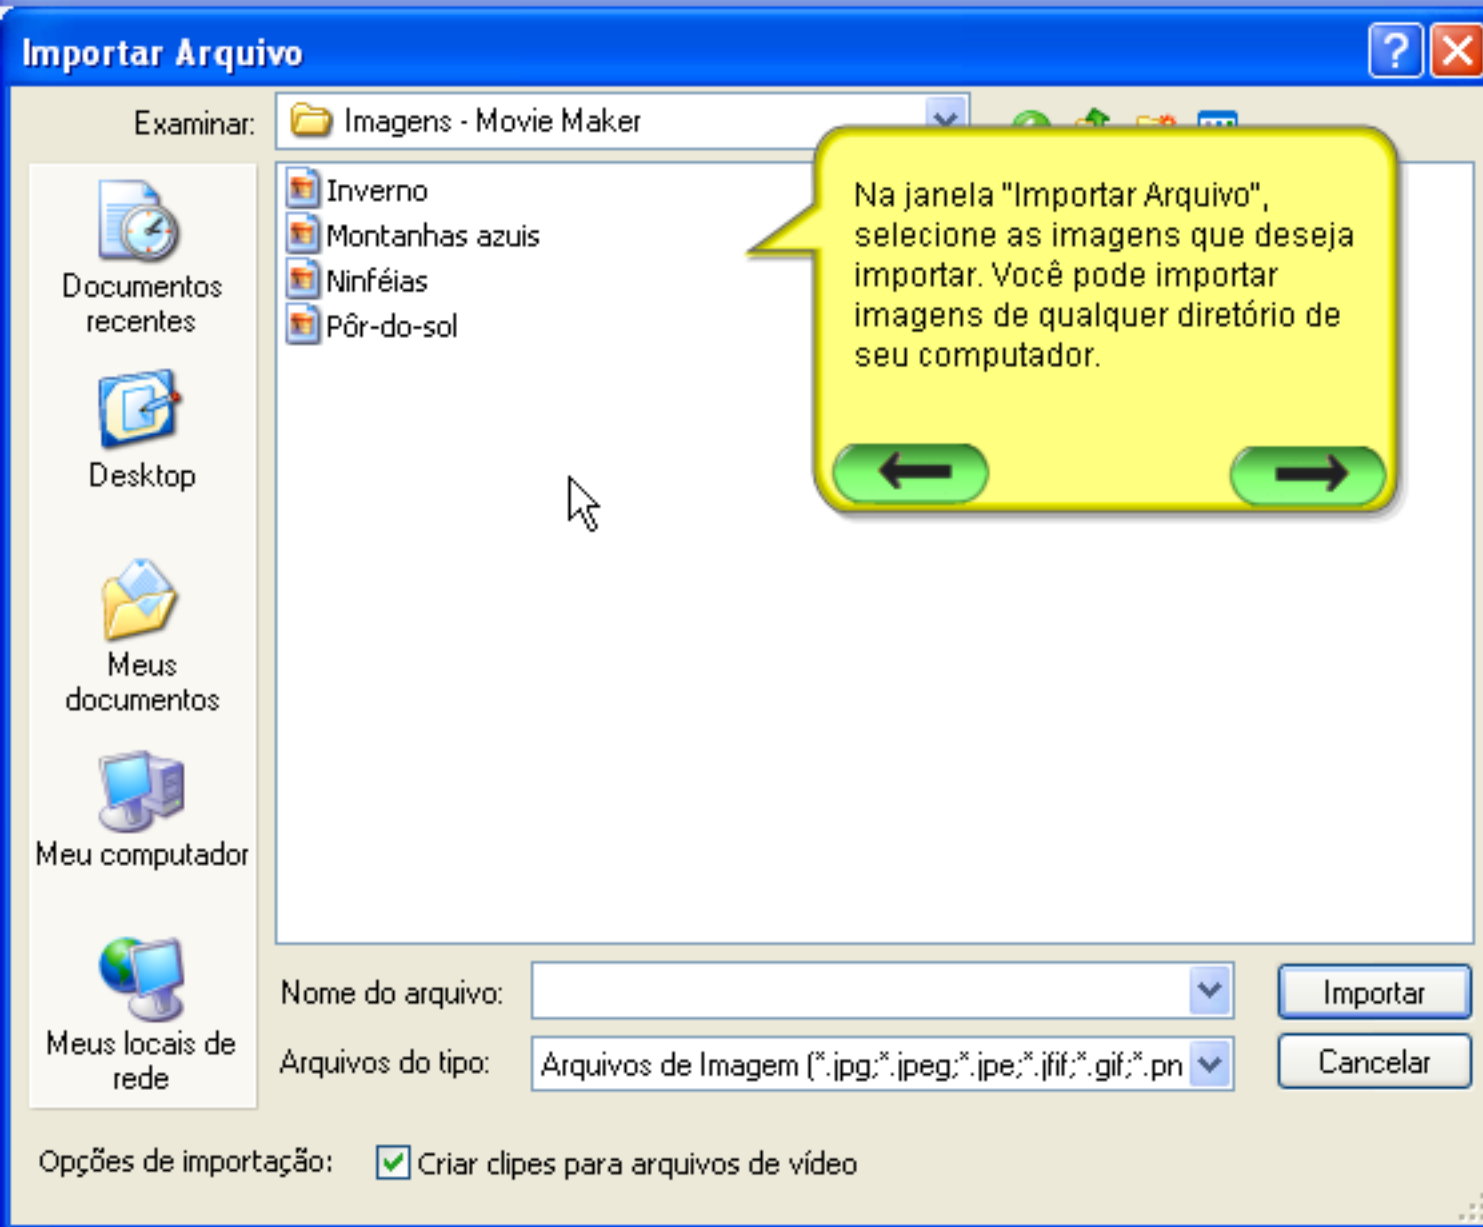 Importar Arquivo
Examinar:
Imagens - Movie Maker
Inverno
Montanhas azuis
Ninféias
Pôr-do-sol
Na janela "Importar Arquivo",
selecione as imagens que deseja
importar. Você pode importar
imagens de qualquer diretório de
seu computador.
Documentos
recentes
Desktop
Meus
documentos
Meu computador
Meus locais de
rede
Nome do arquivo:
Importar
Arquivos do tipo:
Arquivos de Imagem (*.jpg;*.jpeg;*.jpe;*.jfif;*.gif;*.pn
Cancelar
Opções de importação:
Criar clipes para arquivos de vídeo